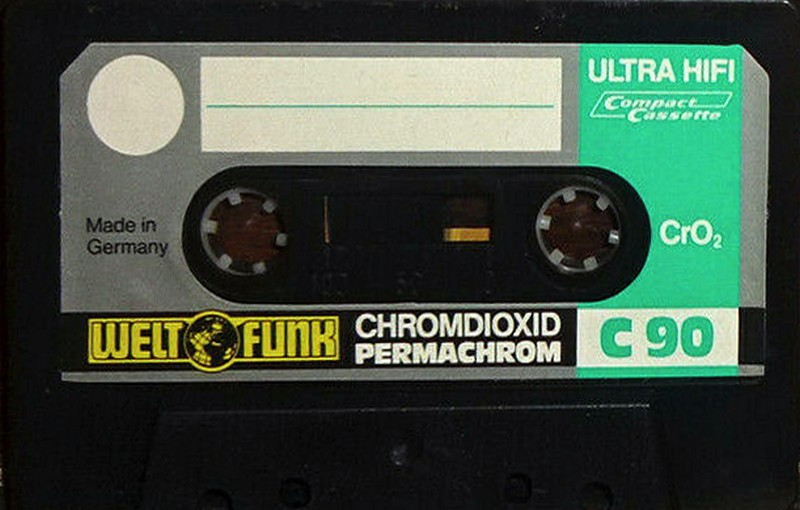 ULTRA HIFI
Compact
Cassette
Made in
Germany
CrO₂
WELT FUNK
CHROMDIOXID
PERMACHROM
C 90